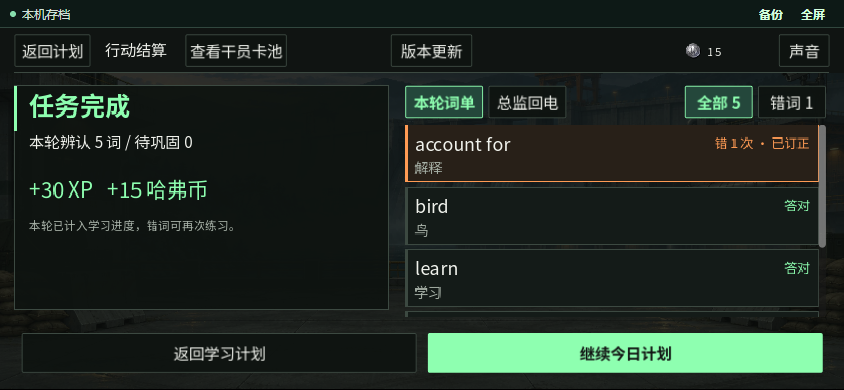 本机存档
备份 全屏
返回计划 行动结算 查看干员卡池 版本更新 15 声音
任务完成
本轮辨认 5 词 / 待巩固 0
+30 XP +15 哈弗币
本轮已计入学习进度，错词可再次练习。
本轮词单 总监回电 全部 5 错词 1
account for 错 1 次 · 已订正
解释
bird 答对
鸟
learn 答对
学习
返回学习计划 继续今日计划